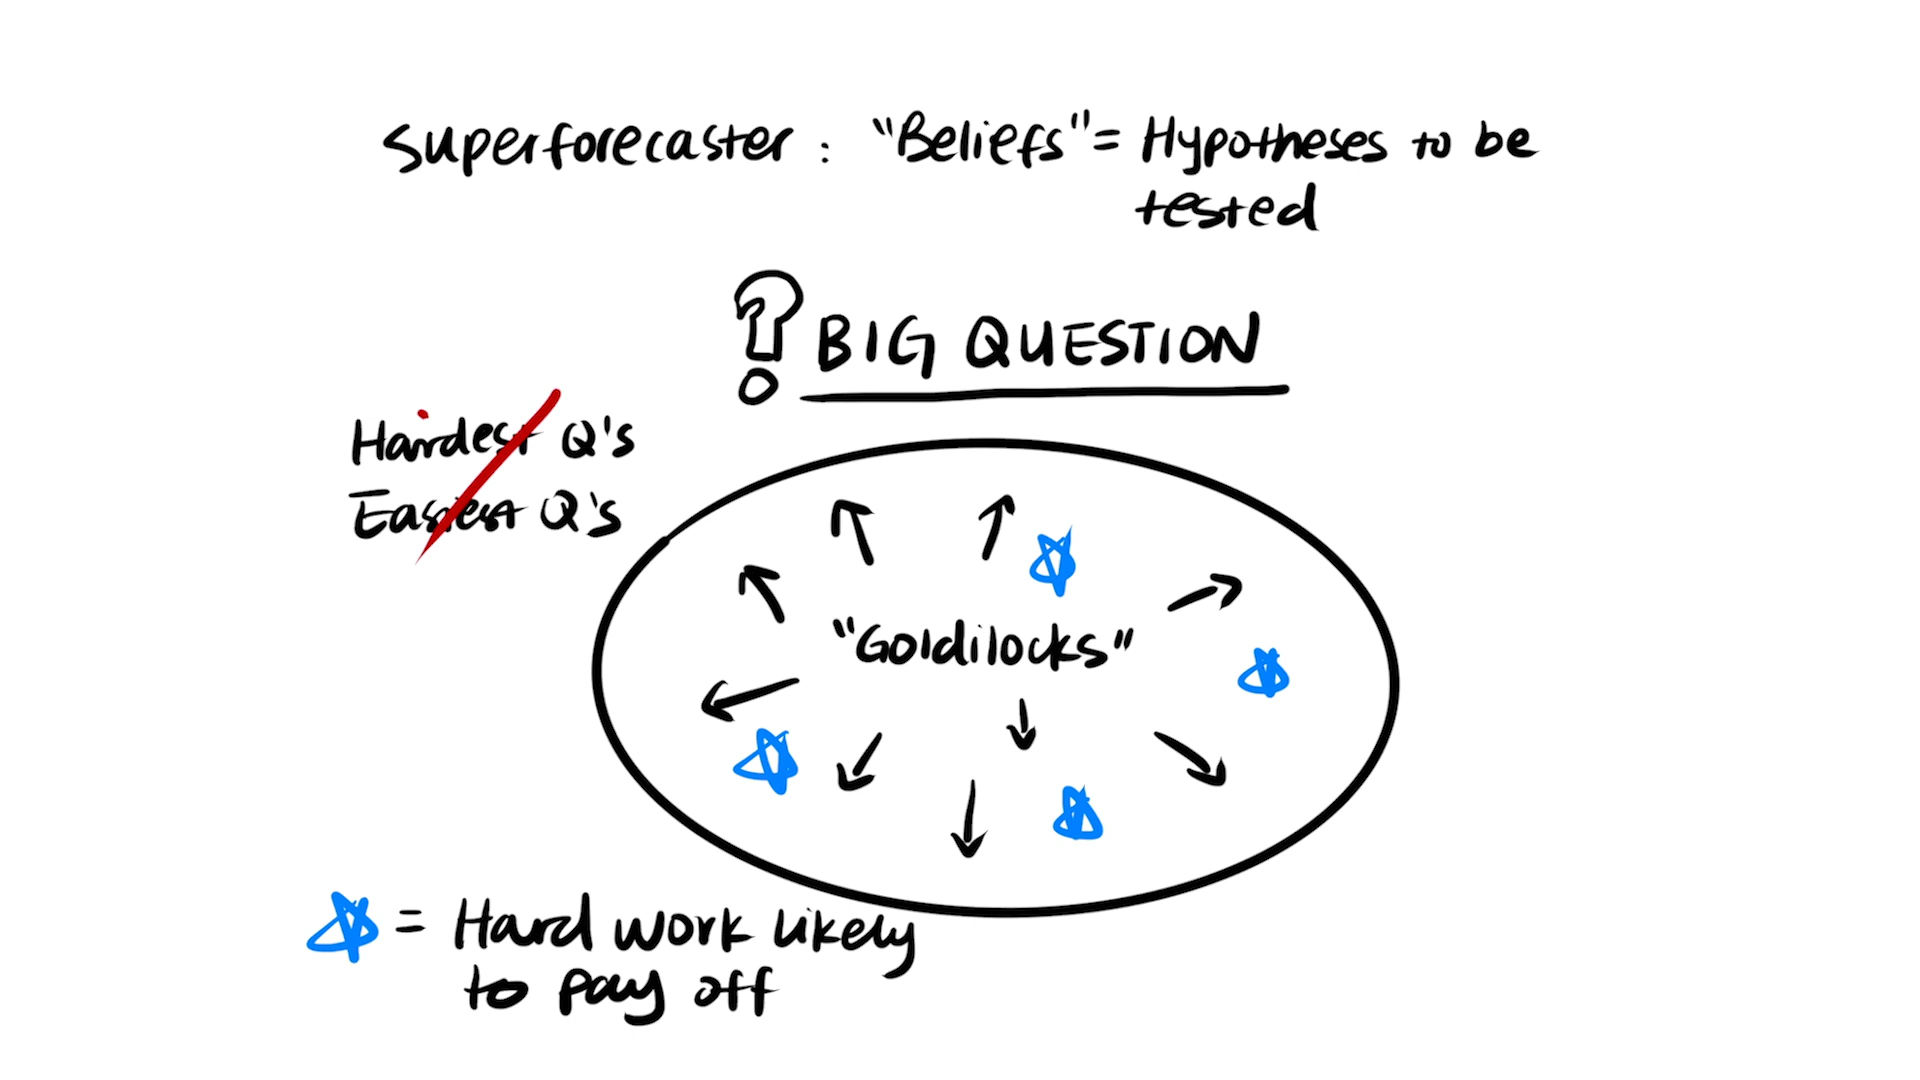 Superforecaster : "Beliefs" = Hypotheses to be
tested
? BIG QUESTION
Hardest Q's
Easiest Q's
"Goldilocks"
= Hard work likely
to pay off